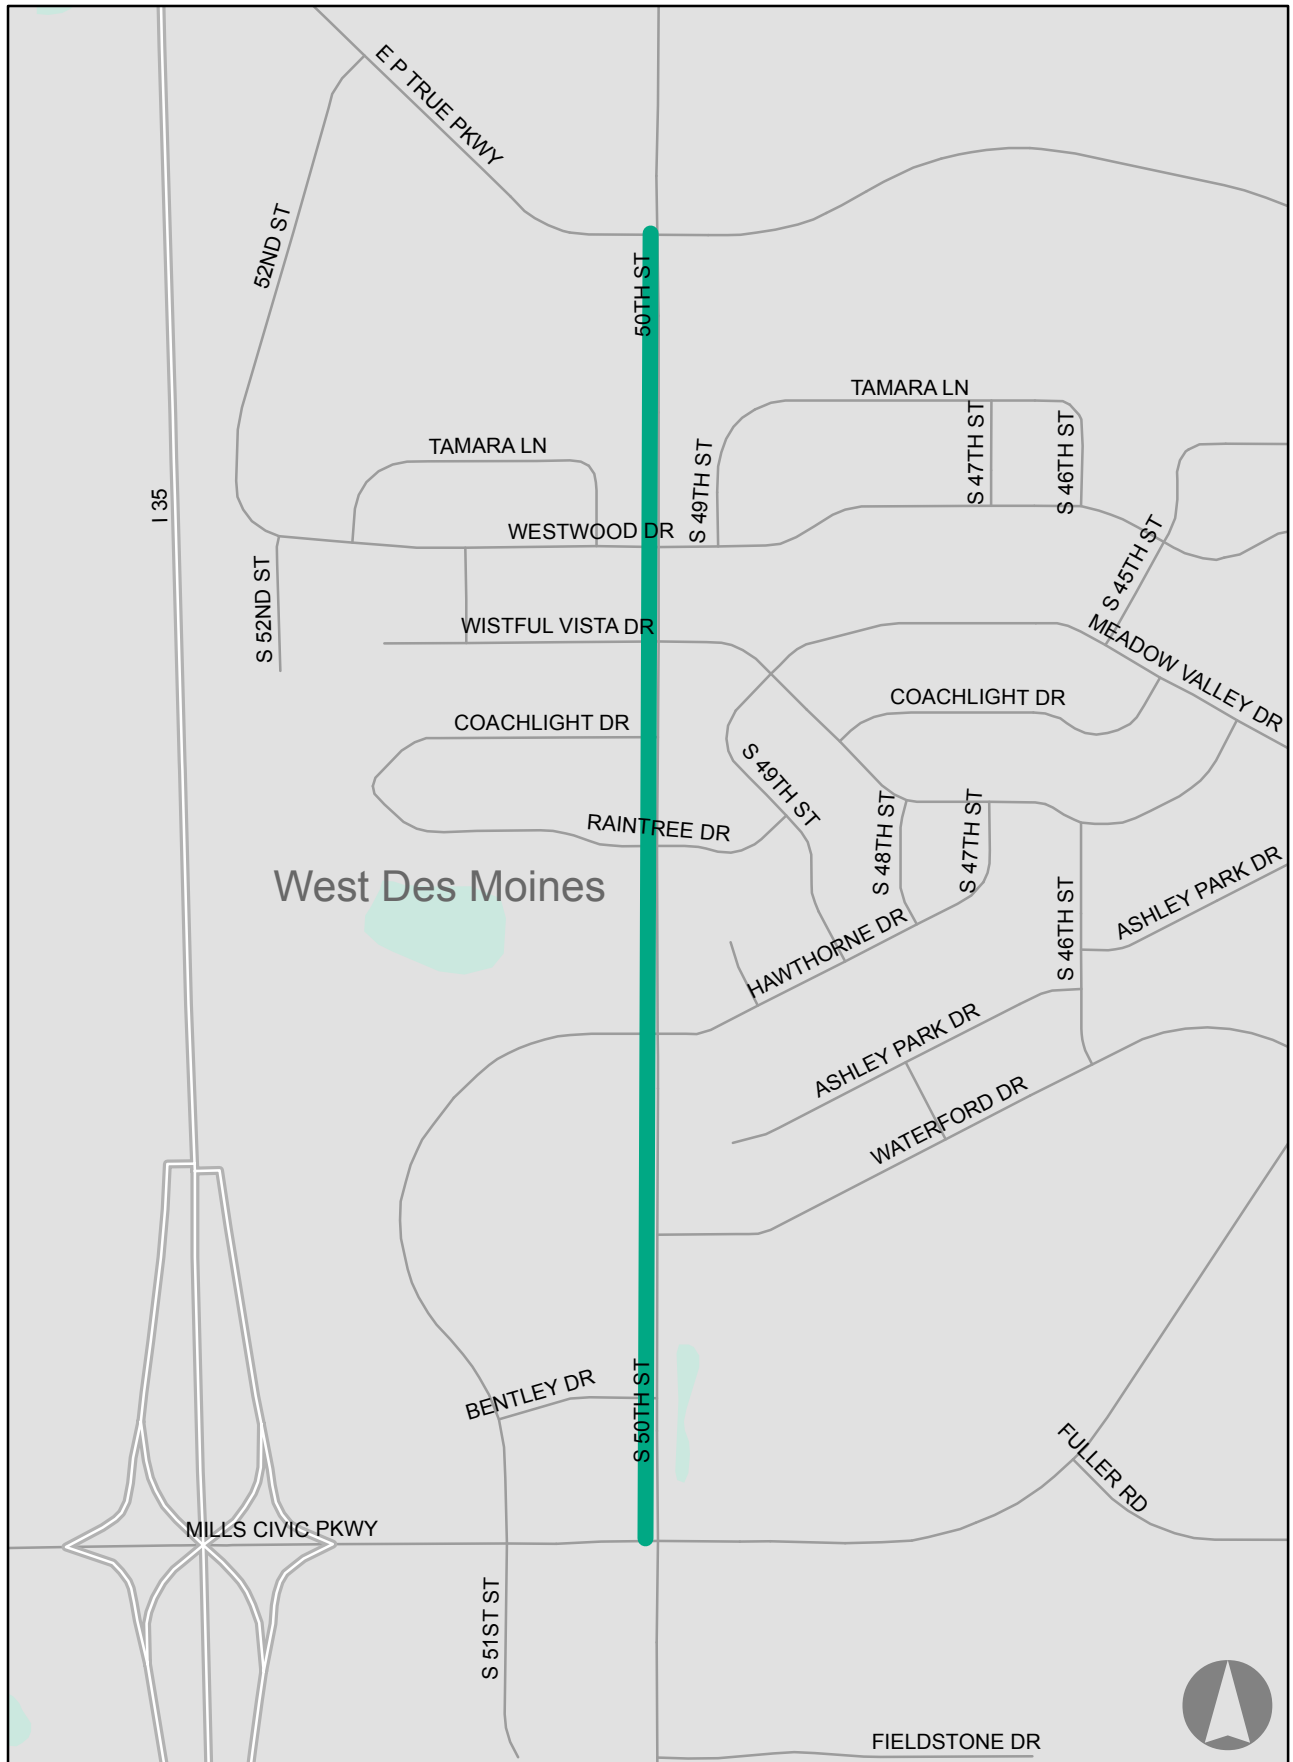 E P TRUE PKWY
52ND ST
50TH ST
TAMARA LN
S 47TH ST
S 46TH ST
TAMARA LN
S 49TH ST
I 35
WESTWOOD DR
S 45TH ST
S 52ND ST
WISTFUL VISTA DR
MEADOW VALLEY DR
COACHLIGHT DR
COACHLIGHT DR
S 49TH ST
RAINTREE DR
S 48TH ST
S 47TH ST
West Des Moines
ASHLEY PARK DR
S 46TH ST
HAWTHORNE DR
ASHLEY PARK DR
WATERFORD DR
BENTLEY DR
S 50TH ST
FULLER RD
MILLS CIVIC PKWY
S 51ST ST
FIELDSTONE DR